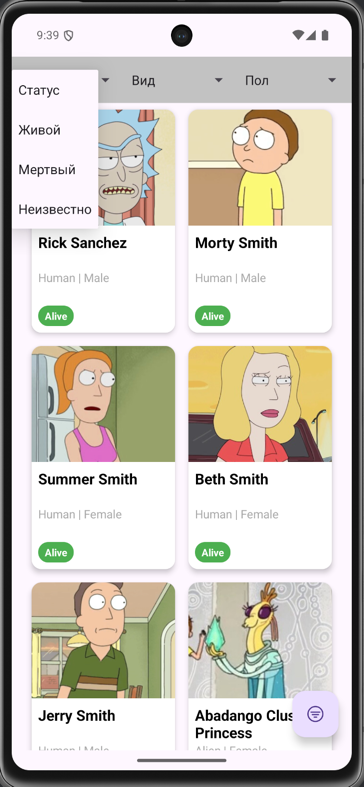 9:39
Вид
Пол
Статус
Живой
Мертвый
Неизвестно
Rick Sanchez
Human | Male
Alive
Morty Smith
Human | Male
Alive
Summer Smith
Human | Female
Alive
Beth Smith
Human | Female
Alive
Jerry Smith
Human | Male
Abadango Clus
Princess
Alien | Female